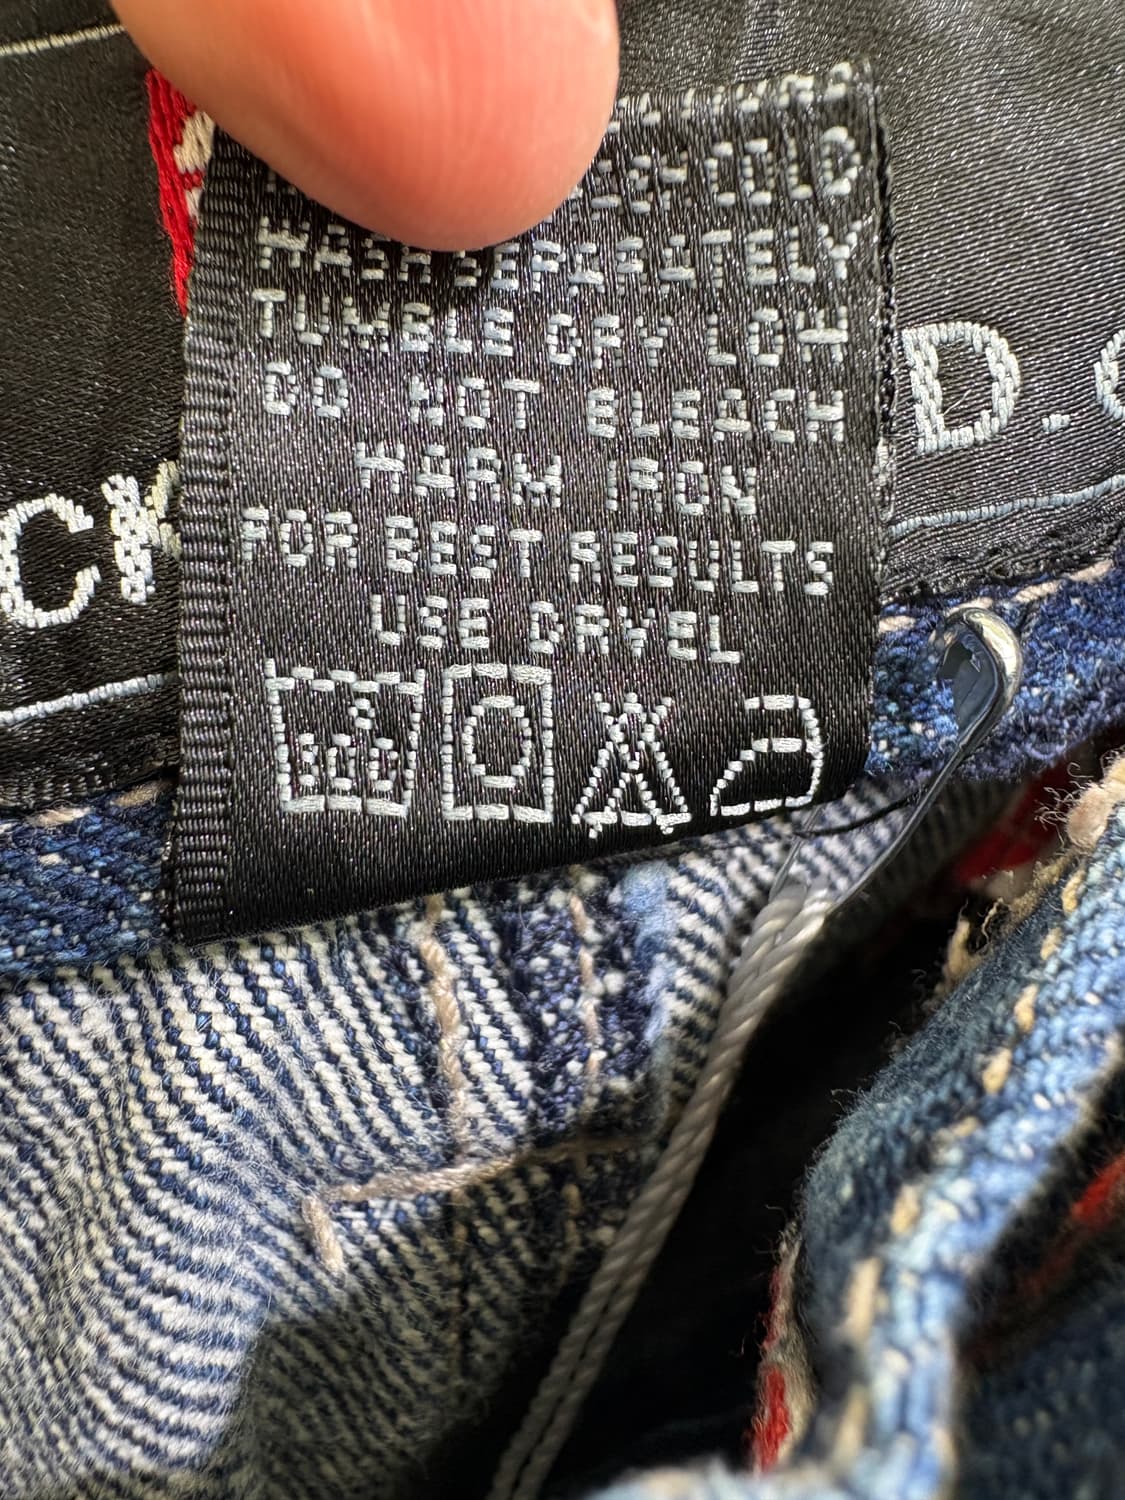 COLD
WASH SEPARATELY
TUMBLE DRY LOW
DO NOT BLEACH
WARM IRON
FOR BEST RESULTS
USE DRYEL
D.